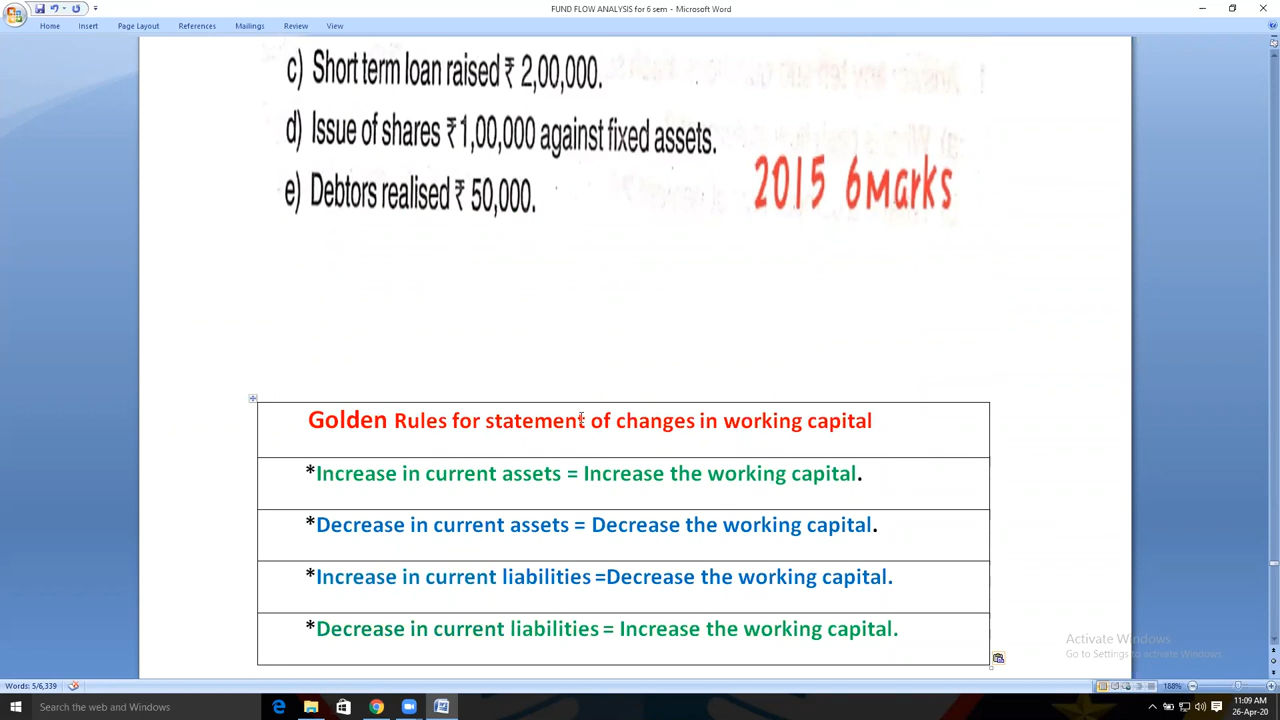 FUND FLOW ANALYSIS for 6 sem - Microsoft Word
Home Insert Page Layout References Mailings Review View
c) Short term loan raised ₹ 2,00,000.
d) Issue of shares ₹ 1,00,000 against fixed assets.
e) Debtors realised ₹ 50,000.
2015 6marks
Golden Rules for statement of changes in working capital
*Increase in current assets = Increase the working capital.
*Decrease in current assets = Decrease the working capital.
*Increase in current liabilities =Decrease the working capital.
*Decrease in current liabilities = Increase the working capital.
Activate Windows
Go to Settings to activate Windows.
Words: 5/6,339
188%
Search the web and Windows
11:09 AM
26-Apr-20